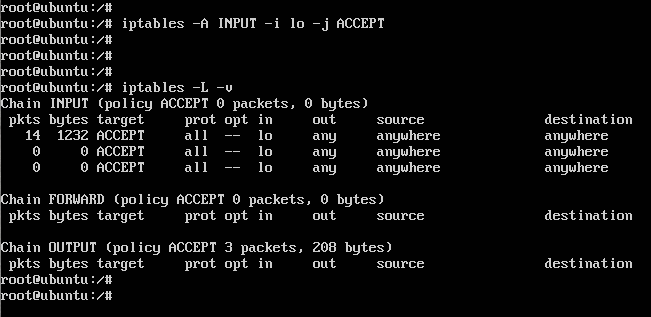 root@ubuntu:/#
root@ubuntu:/# iptables -A INPUT -i lo -j ACCEPT
root@ubuntu:/#
root@ubuntu:/#
root@ubuntu:/#
root@ubuntu:/# iptables -L -v
Chain INPUT (policy ACCEPT 0 packets, 0 bytes)
pkts bytes target prot opt in out source destination
14 1232 ACCEPT all -- lo any anywhere anywhere
0 0 ACCEPT all -- lo any anywhere anywhere
0 0 ACCEPT all -- lo any anywhere anywhere
Chain FORWARD (policy ACCEPT 0 packets, 0 bytes)
pkts bytes target prot opt in out source destination
Chain OUTPUT (policy ACCEPT 3 packets, 208 bytes)
pkts bytes target prot opt in out source destination
root@ubuntu:/#
root@ubuntu:/#